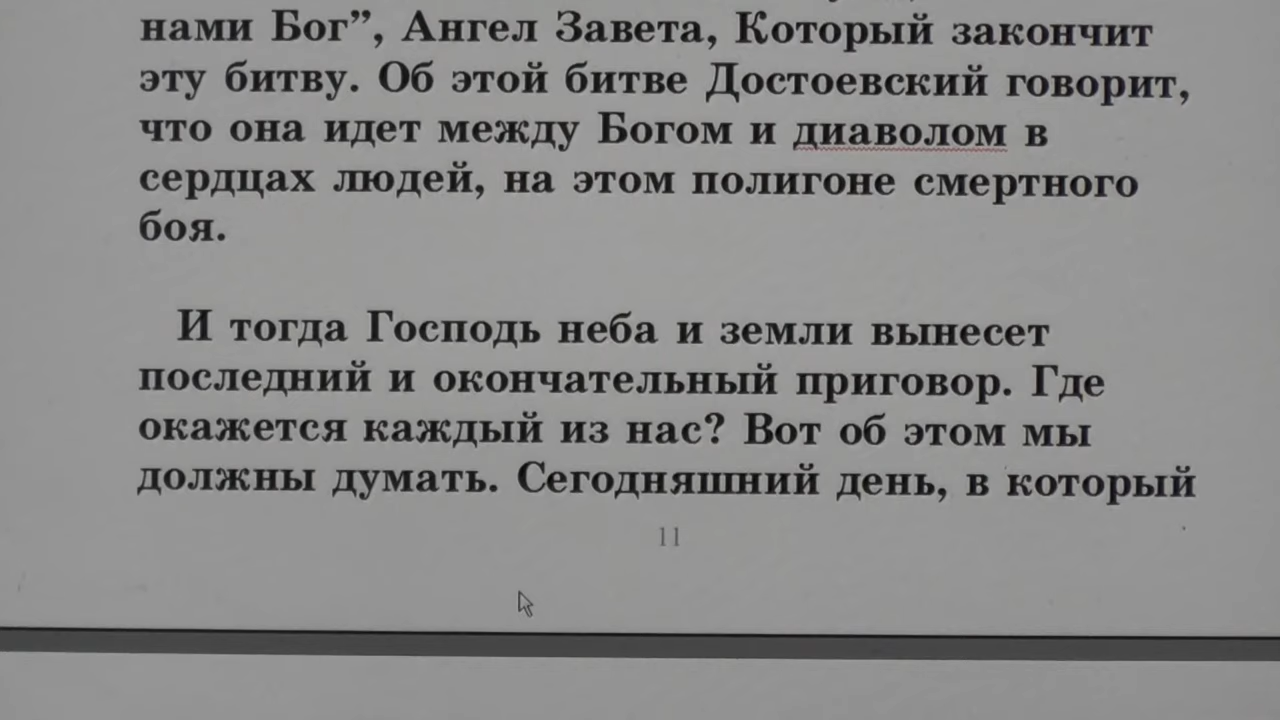 нами Бог”, Ангел Завета, Который закончит
эту битву. Об этой битве Достоевский говорит,
что она идет между Богом и диаволом в
сердцах людей, на этом полигоне смертного
боя.
И тогда Господь неба и земли вынесет
последний и окончательный приговор. Где
окажется каждый из нас? Вот об этом мы
должны думать. Сегодняшний день, в который
11